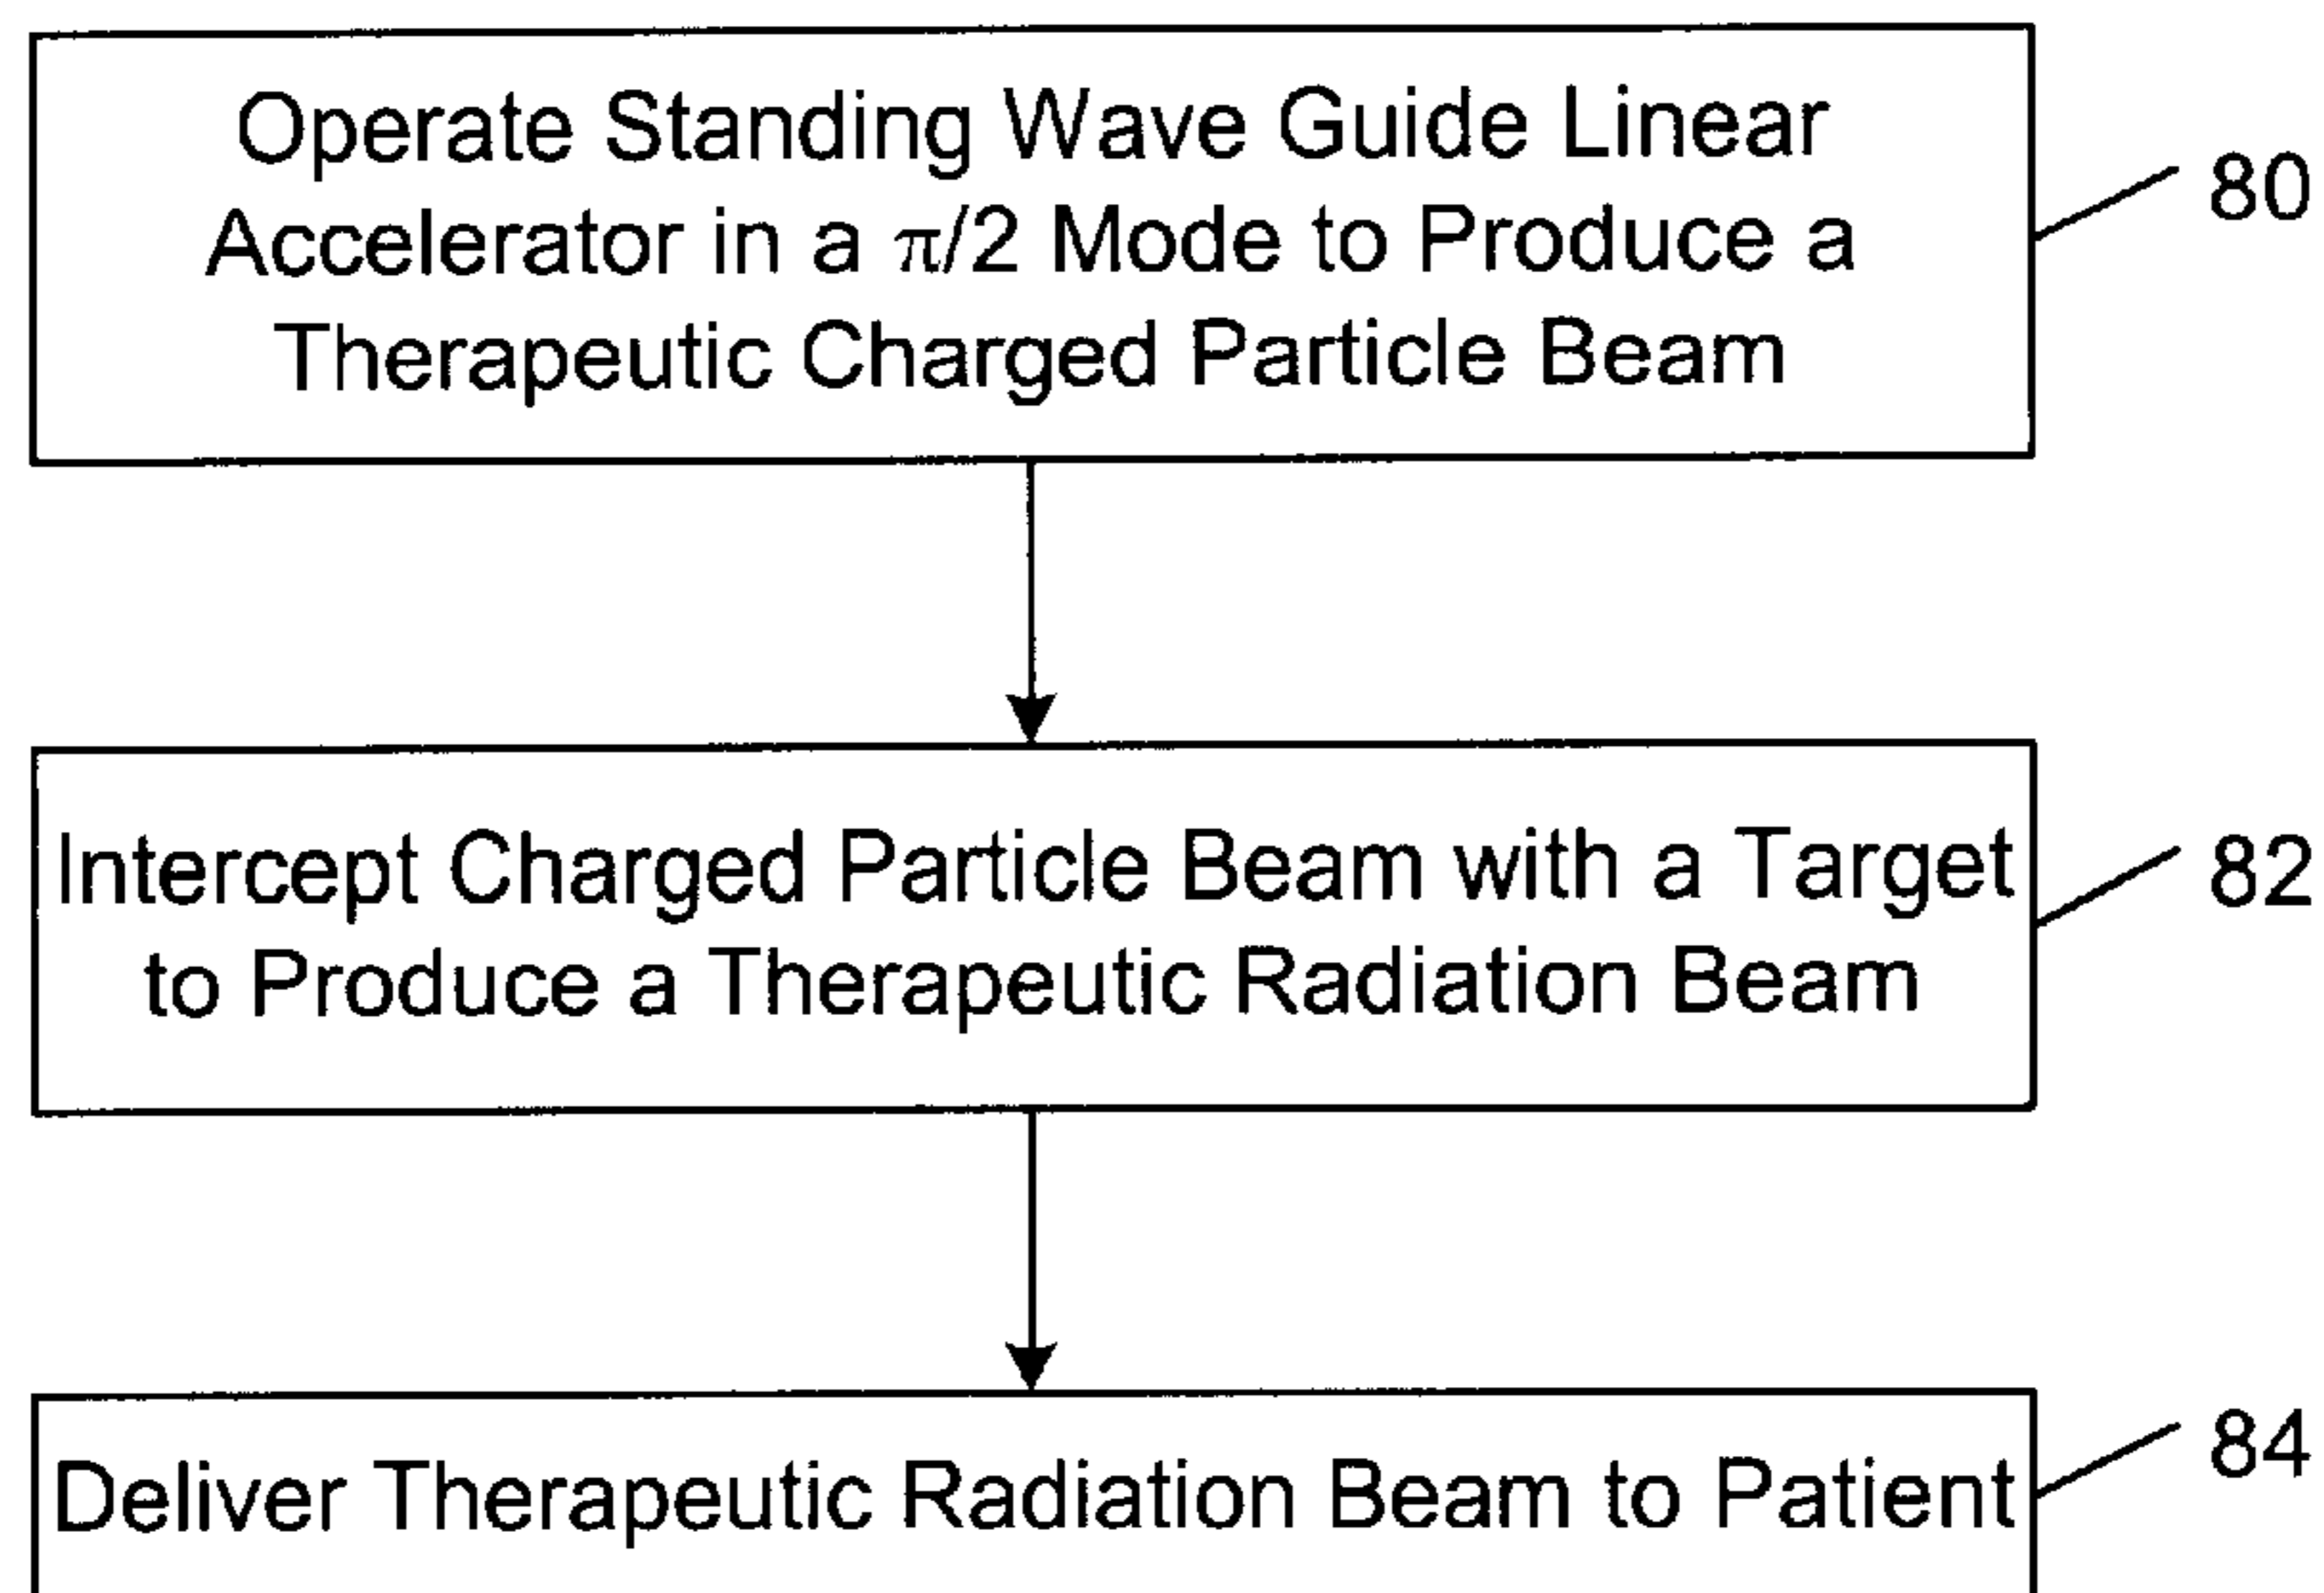 Operate Standing Wave Guide Linear
Accelerator in a π/2 Mode to Produce a
Therapeutic Charged Particle Beam
80
Intercept Charged Particle Beam with a Target
to Produce a Therapeutic Radiation Beam
82
Deliver Therapeutic Radiation Beam to Patient
84